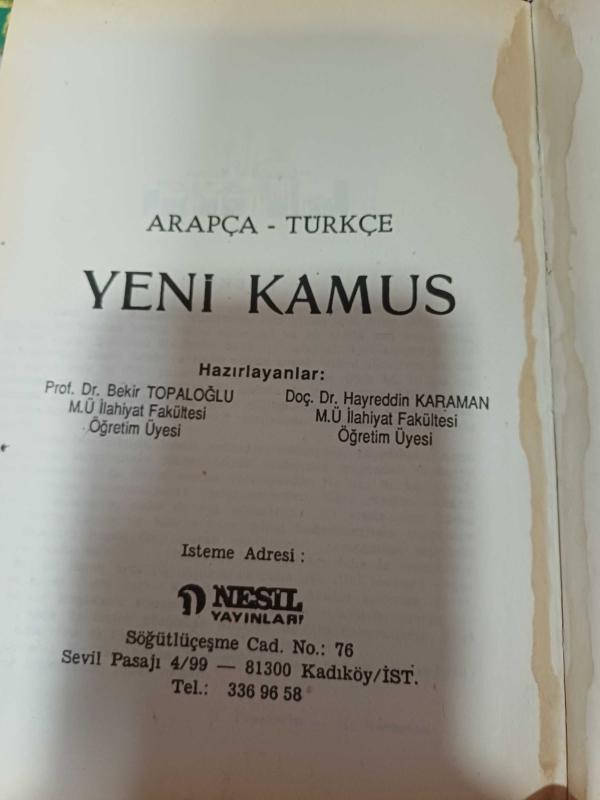 ARAPÇA - TURKÇE
YENİ KAMUS
Hazırlayanlar:
Prof. Dr. Bekir TOPALOĞLU
M.Ü İlahiyat Fakültesi
Öğretim Üyesi
Doç. Dr. Hayreddin KARAMAN
M.Ü İlahiyat Fakültesi
Öğretim Üyesi
Isteme Adresi :
NESİL
YAYINLARI
Söğütlüçeşme Cad. No.: 76
Sevil Pasajı 4/99 — 81300 Kadıköy/İST.
Tel.: 336 96 58